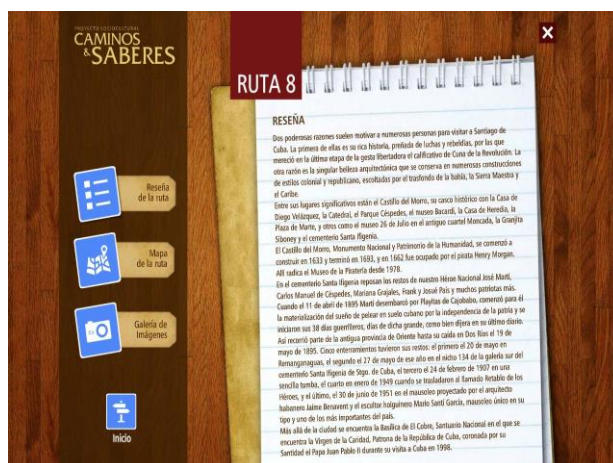 PROYECTO SOCIOCULTURAL
CAMINOS
& SABERES
RUTA 8
X
Reseña
de la ruta
Mapa
de la ruta
Galería de
Imágenes
Inicio
RESEÑA
Dos poderosas razones suelen motivar a numerosas personas para visitar a Santiago de
Cuba. La primera de ellas es su rica historia, preñada de luchas y rebeldías, por las que
mereció en la última etapa de la gesta libertadora el calificativo de Cuna de la Revolución. La
otra razón es la singular belleza arquitectónica que se conserva en numerosas construcciones
de estilos colonial y republicano, escoltadas por el trasfondo de la bahía, la Sierra Maestra y
el Caribe.
Entre sus lugares significativos están el Castillo del Morro, su casco histórico con la Casa de
Diego Velázquez, la Catedral, el Parque Céspedes, el museo Bacardí, la Casa de Heredia, la
Plaza de Marte, y otros como el museo 26 de Julio en el antiguo cuartel Moncada, la Granjita
Siboney y el cementerio Santa Ifigenia.
El Castillo del Morro, Monumento Nacional y Patrimonio de la Humanidad, se comenzó a
construir en 1633 y terminó en 1693, y en 1662 fue ocupado por el pirata Henry Morgan.
Allí radica el Museo de la Piratería desde 1978.
En el cementerio Santa Ifigenia reposan los restos de nuestro Héroe Nacional José Martí,
Carlos Manuel de Céspedes, Mariana Grajales, Frank y Josué País y muchos patriotas más.
Cuando el 11 de abril de 1895 Martí desembarcó por Playitas de Cajobabo, comenzó para él
la materialización del sueño de pelear en suelo cubano por la independencia de la patria y se
iniciaron sus 38 días guerrilleros, días de dicha grande, como bien dijera en su último diario.
Así recorrió parte de la antigua provincia de Oriente hasta su caída en Dos Ríos el 19 de
mayo de 1895. Cinco enterramientos tuvieron sus restos: el primero el 20 de mayo en
Remanganaguas, el segundo el 27 de mayo de ese año en el nicho 134 de la galería sur del
cementerio Santa Ifigenia de Stgo. de Cuba, el tercero el 24 de febrero de 1907 en una
sencilla tumba, el cuarto en enero de 1949 cuando se trasladaron al llamado Retablo de los
Héroes, y el último, el 30 de junio de 1951 en el mausoleo proyectado por el arquitecto
habanero Jaime Benavent y el escultor holguinero Mario Santí García, mausoleo único en su
tipo y uno de los más importantes del país.
Más allá de la ciudad se encuentra la Basílica de El Cobre, Santuario Nacional en el que se
encuentra la Virgen de la Caridad, Patrona de la República de Cuba, coronada por su
Santidad el Papa Juan Pablo II durante su visita a Cuba en 1998.